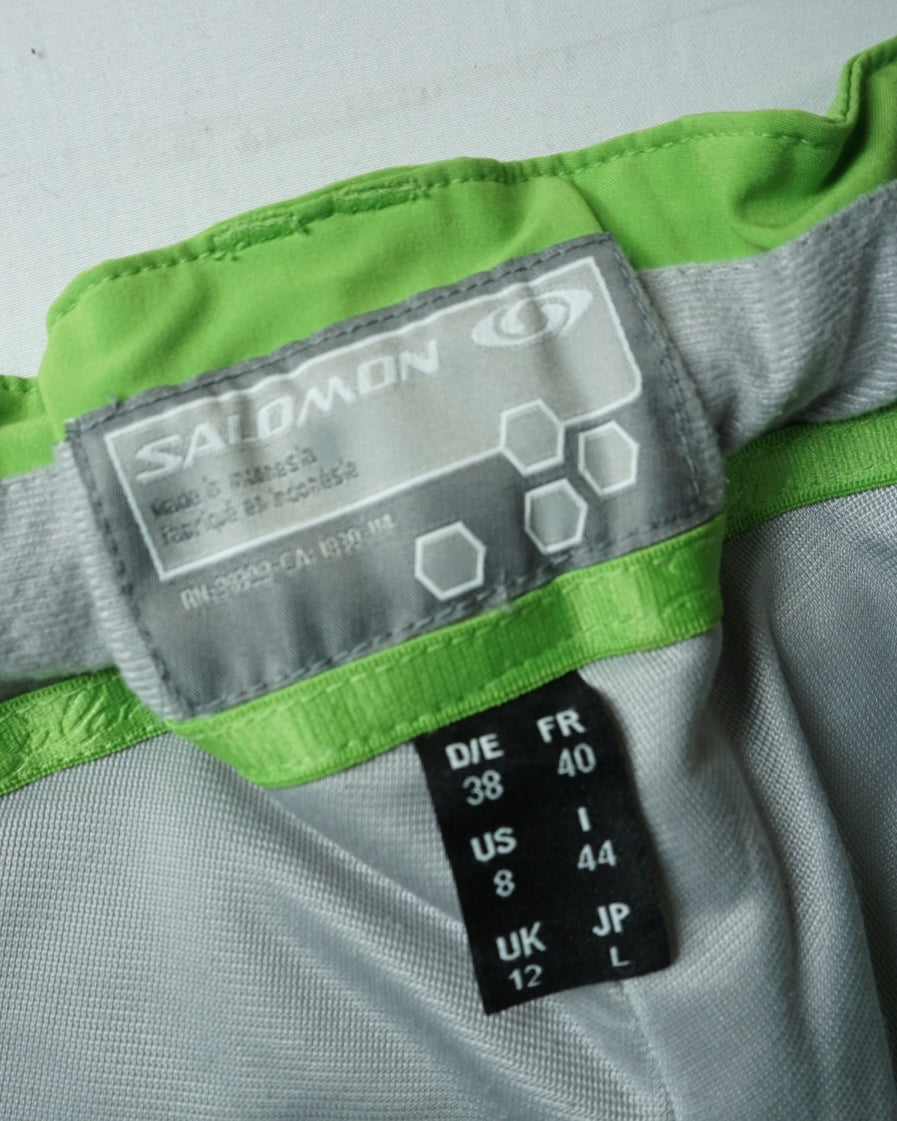 SALOMON
Made in Indonesia
Fabriqué en Indonésie
D/E FR
38 40
US I
8 44
UK JP
12 L